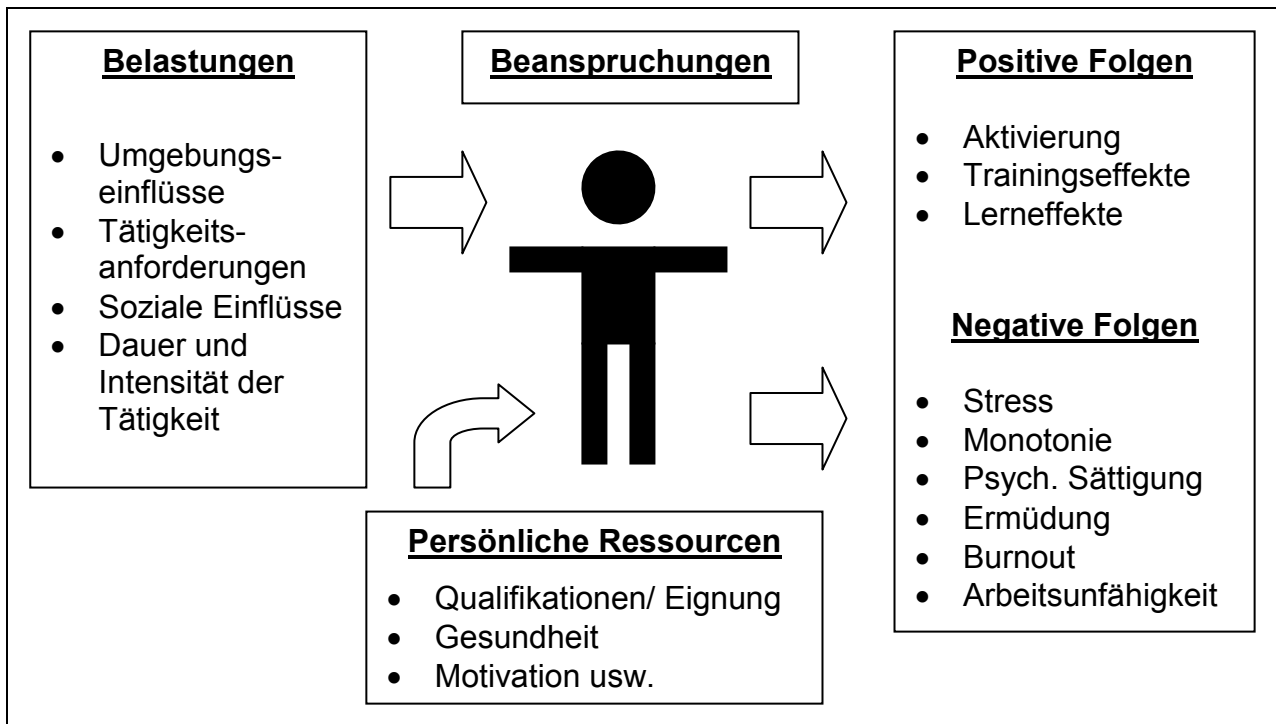 Belastungen
• Umgebungs-
einflüsse
• Tätigkeits-
anforderungen
• Soziale Einflüsse
• Dauer und
Intensität der
Tätigkeit
Beanspruchungen
Persönliche Ressourcen
• Qualifikationen/ Eignung
• Gesundheit
• Motivation usw.
Positive Folgen
• Aktivierung
• Trainingseffekte
• Lerneffekte
Negative Folgen
• Stress
• Monotonie
• Psych. Sättigung
• Ermüdung
• Burnout
• Arbeitsunfähigkeit